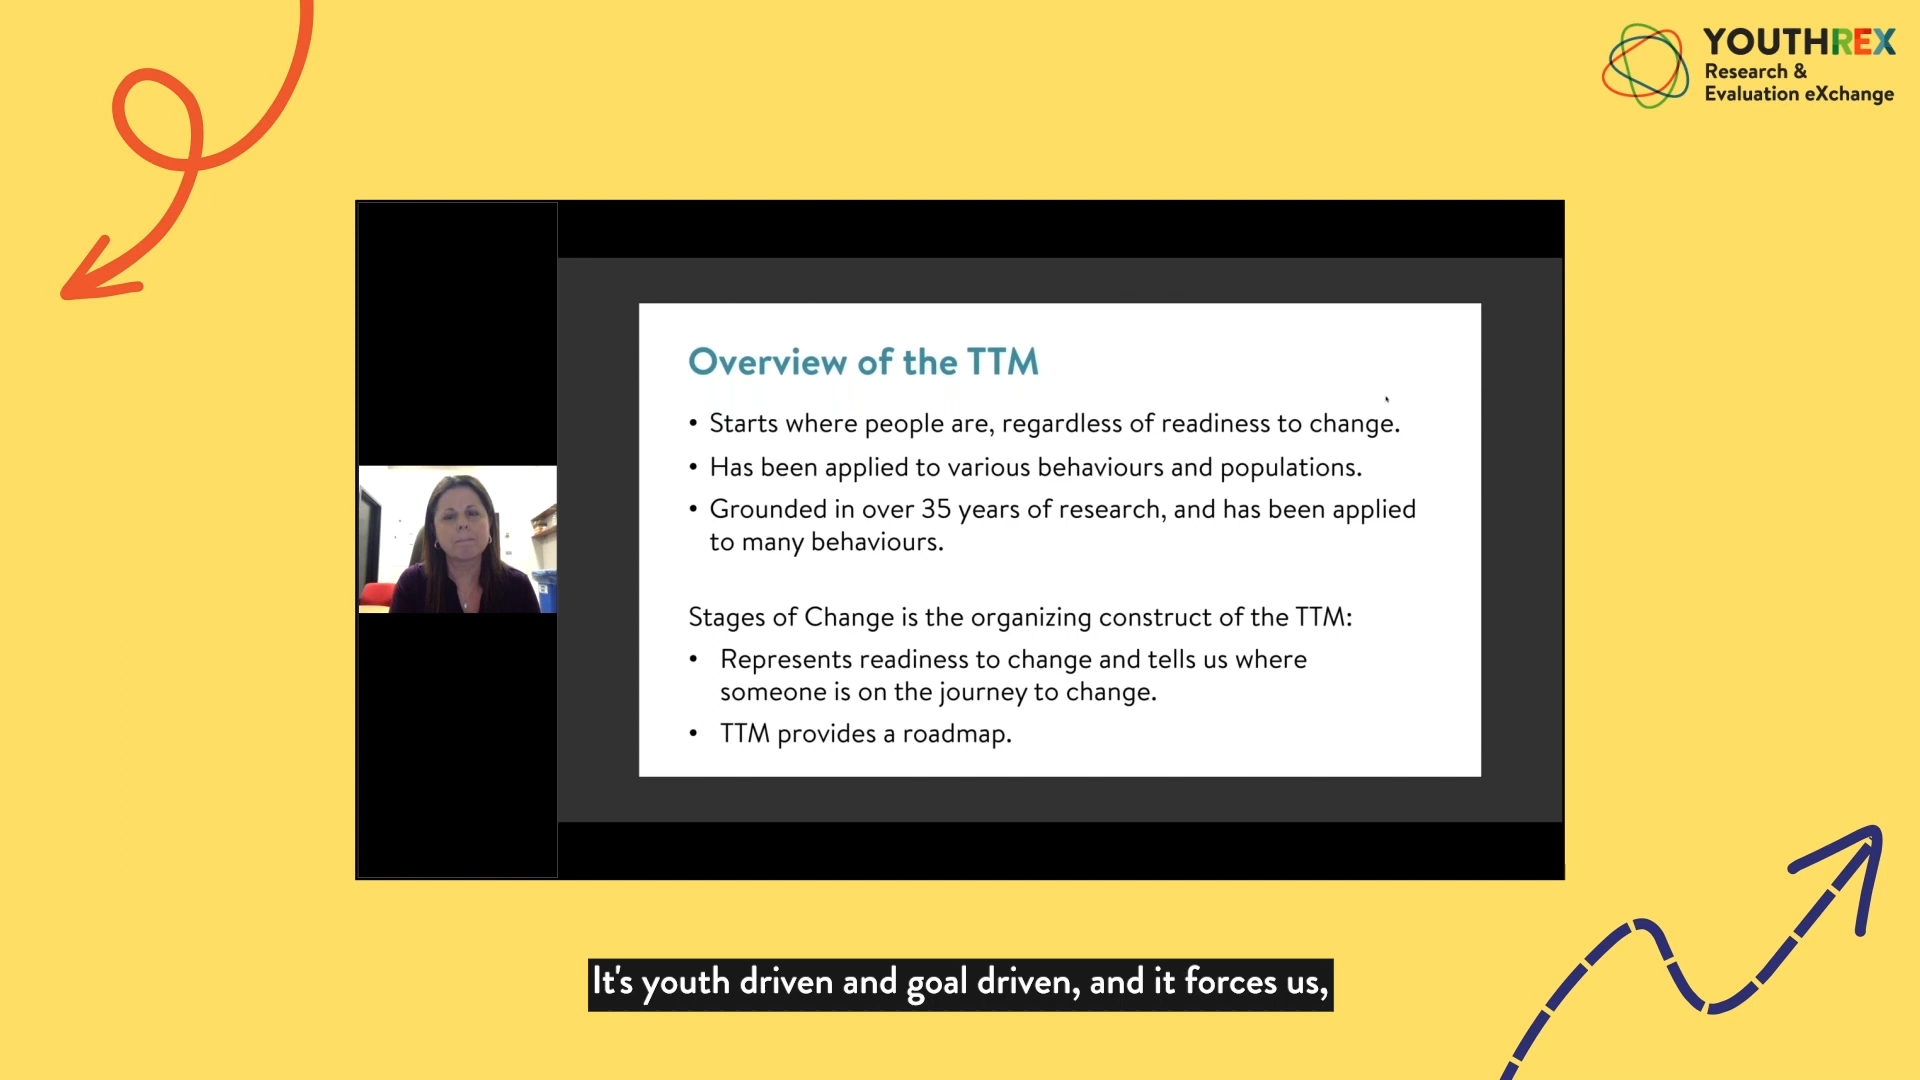 YOUTHREX
Research &
Evaluation eXchange
Overview of the TTM
• Starts where people are, regardless of readiness to change.
• Has been applied to various behaviours and populations.
• Grounded in over 35 years of research, and has been applied
to many behaviours.
Stages of Change is the organizing construct of the TTM:
• Represents readiness to change and tells us where
someone is on the journey to change.
• TTM provides a roadmap.
It's youth driven and goal driven, and it forces us,